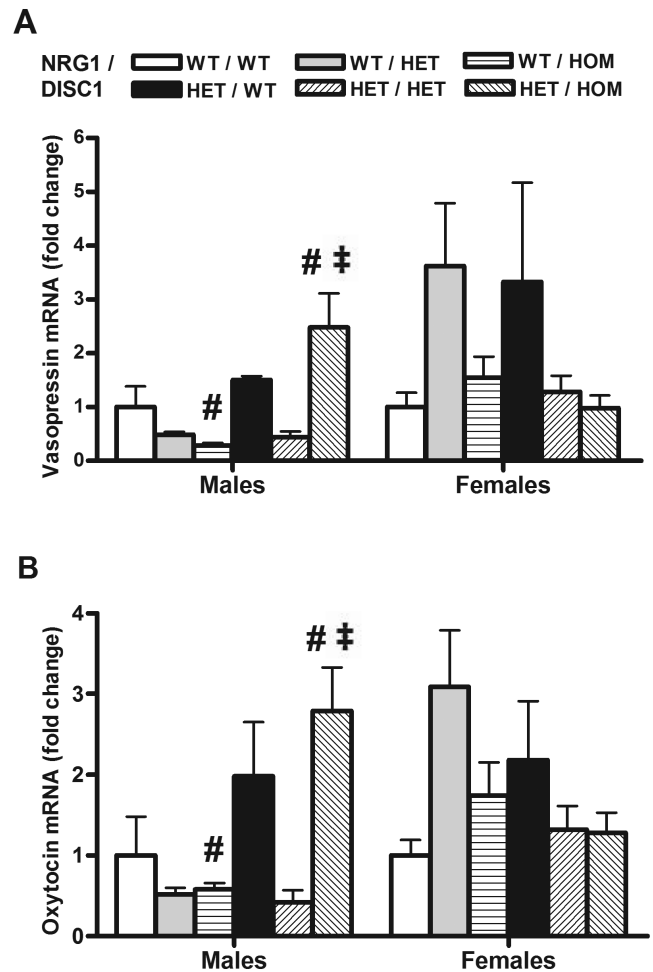 A
NRG1 / WT / WT WT / HET WT / HOM
DISC1 HET / WT HET / HET HET / HOM
Vasopressin mRNA (fold change)
6
5
4
3
2
1
0
# ‡
#
Males Females
B
Oxytocin mRNA (fold change)
4
3
2
1
0
# ‡
#
Males Females